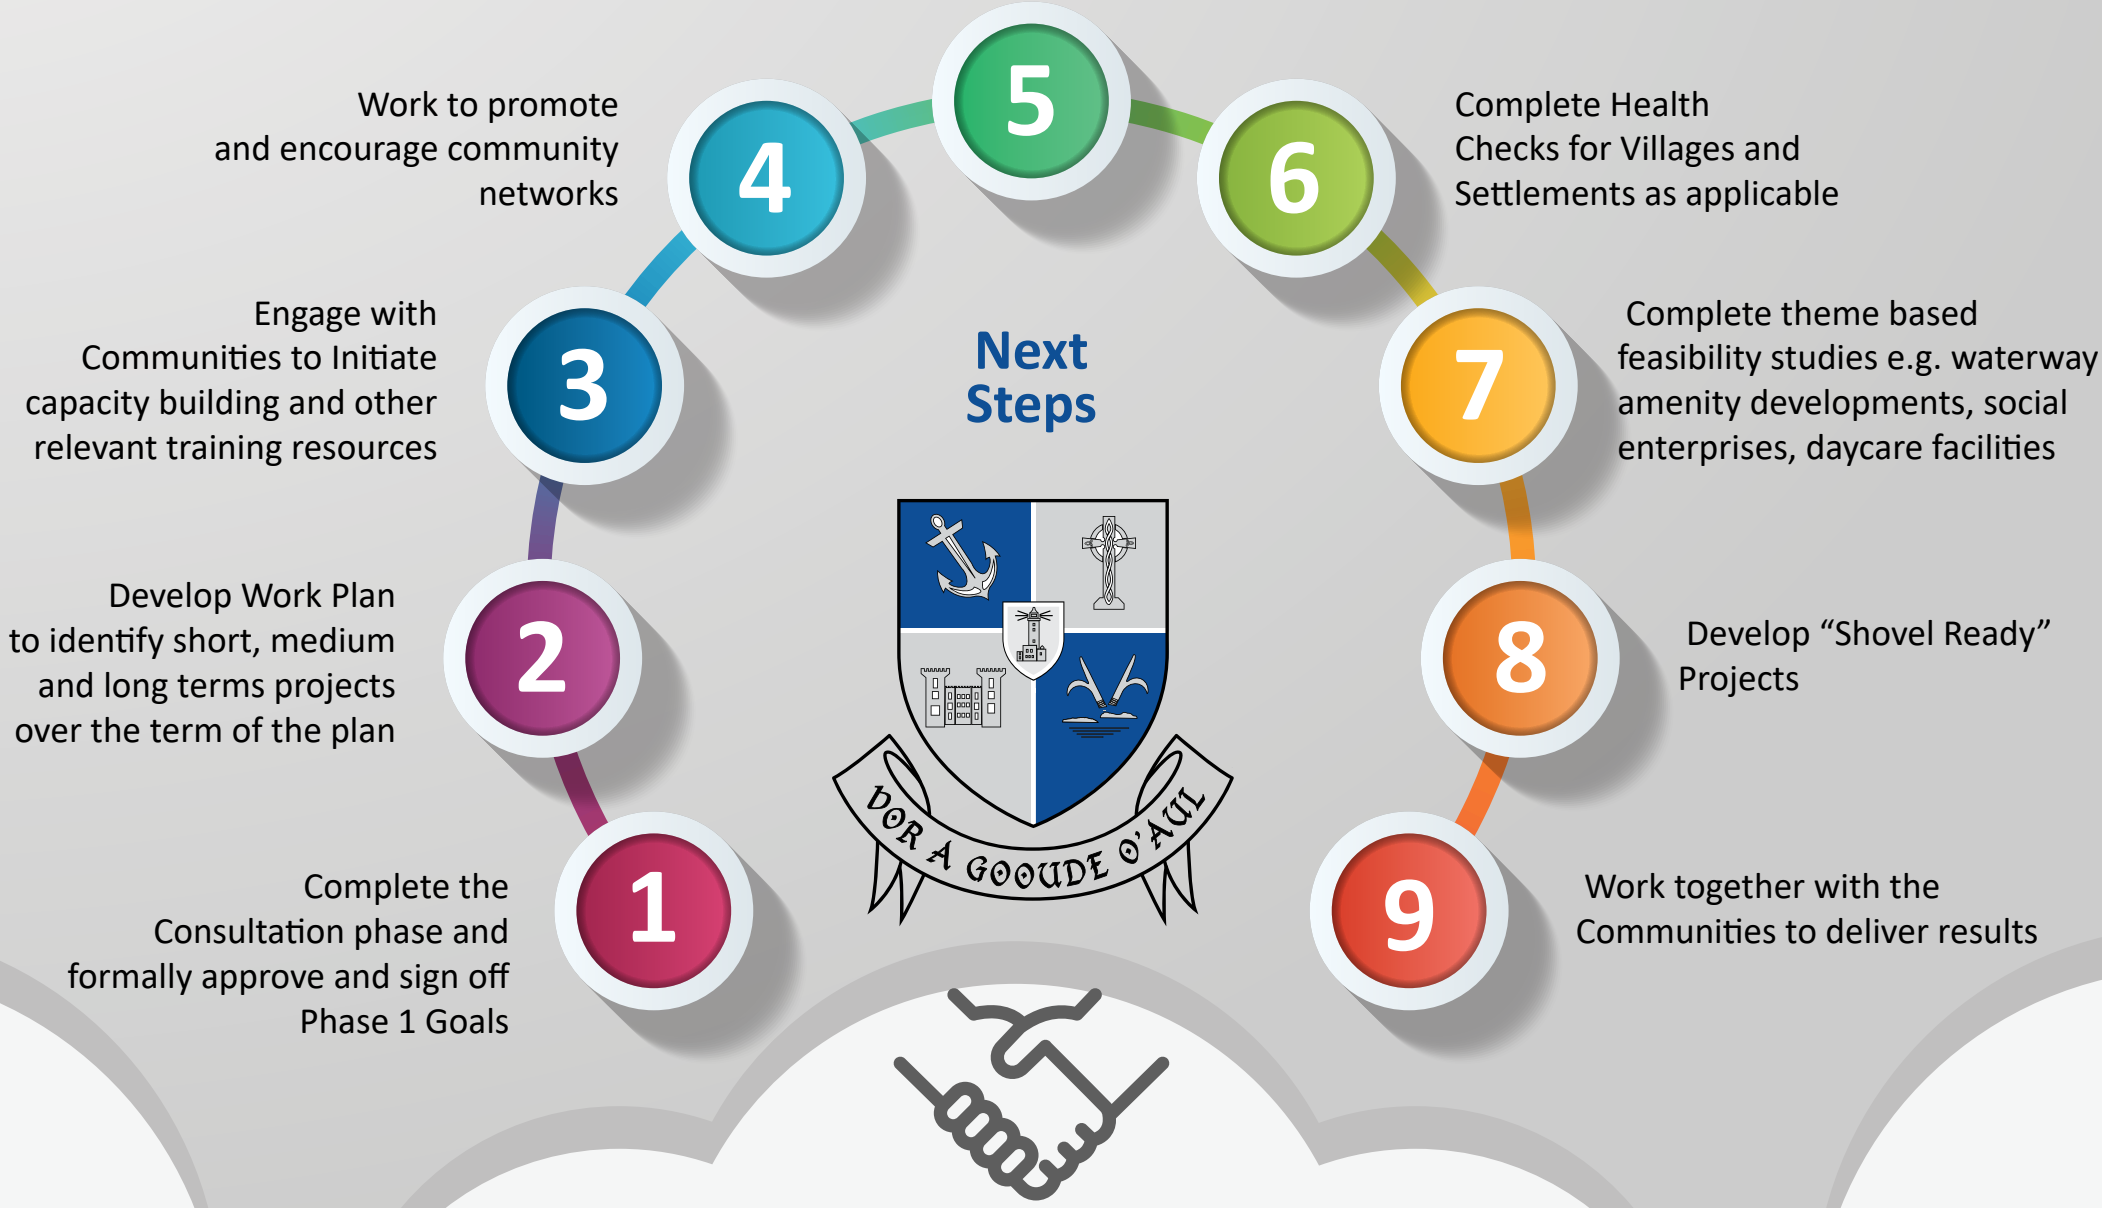 Next
Steps
1
Complete the
Consultation phase and
formally approve and sign off
Phase 1 Goals
2
Develop Work Plan
to identify short, medium
and long terms projects
over the term of the plan
3
Engage with
Communities to Initiate
capacity building and other
relevant training resources
4
Work to promote
and encourage community
networks
5
6
Complete Health
Checks for Villages and
Settlements as applicable
7
Complete theme based
feasibility studies e.g. waterway
amenity developments, social
enterprises, daycare facilities
8
Develop “Shovel Ready”
Projects
9
Work together with the
Communities to deliver results
VOR A GOOUDE O'AUL